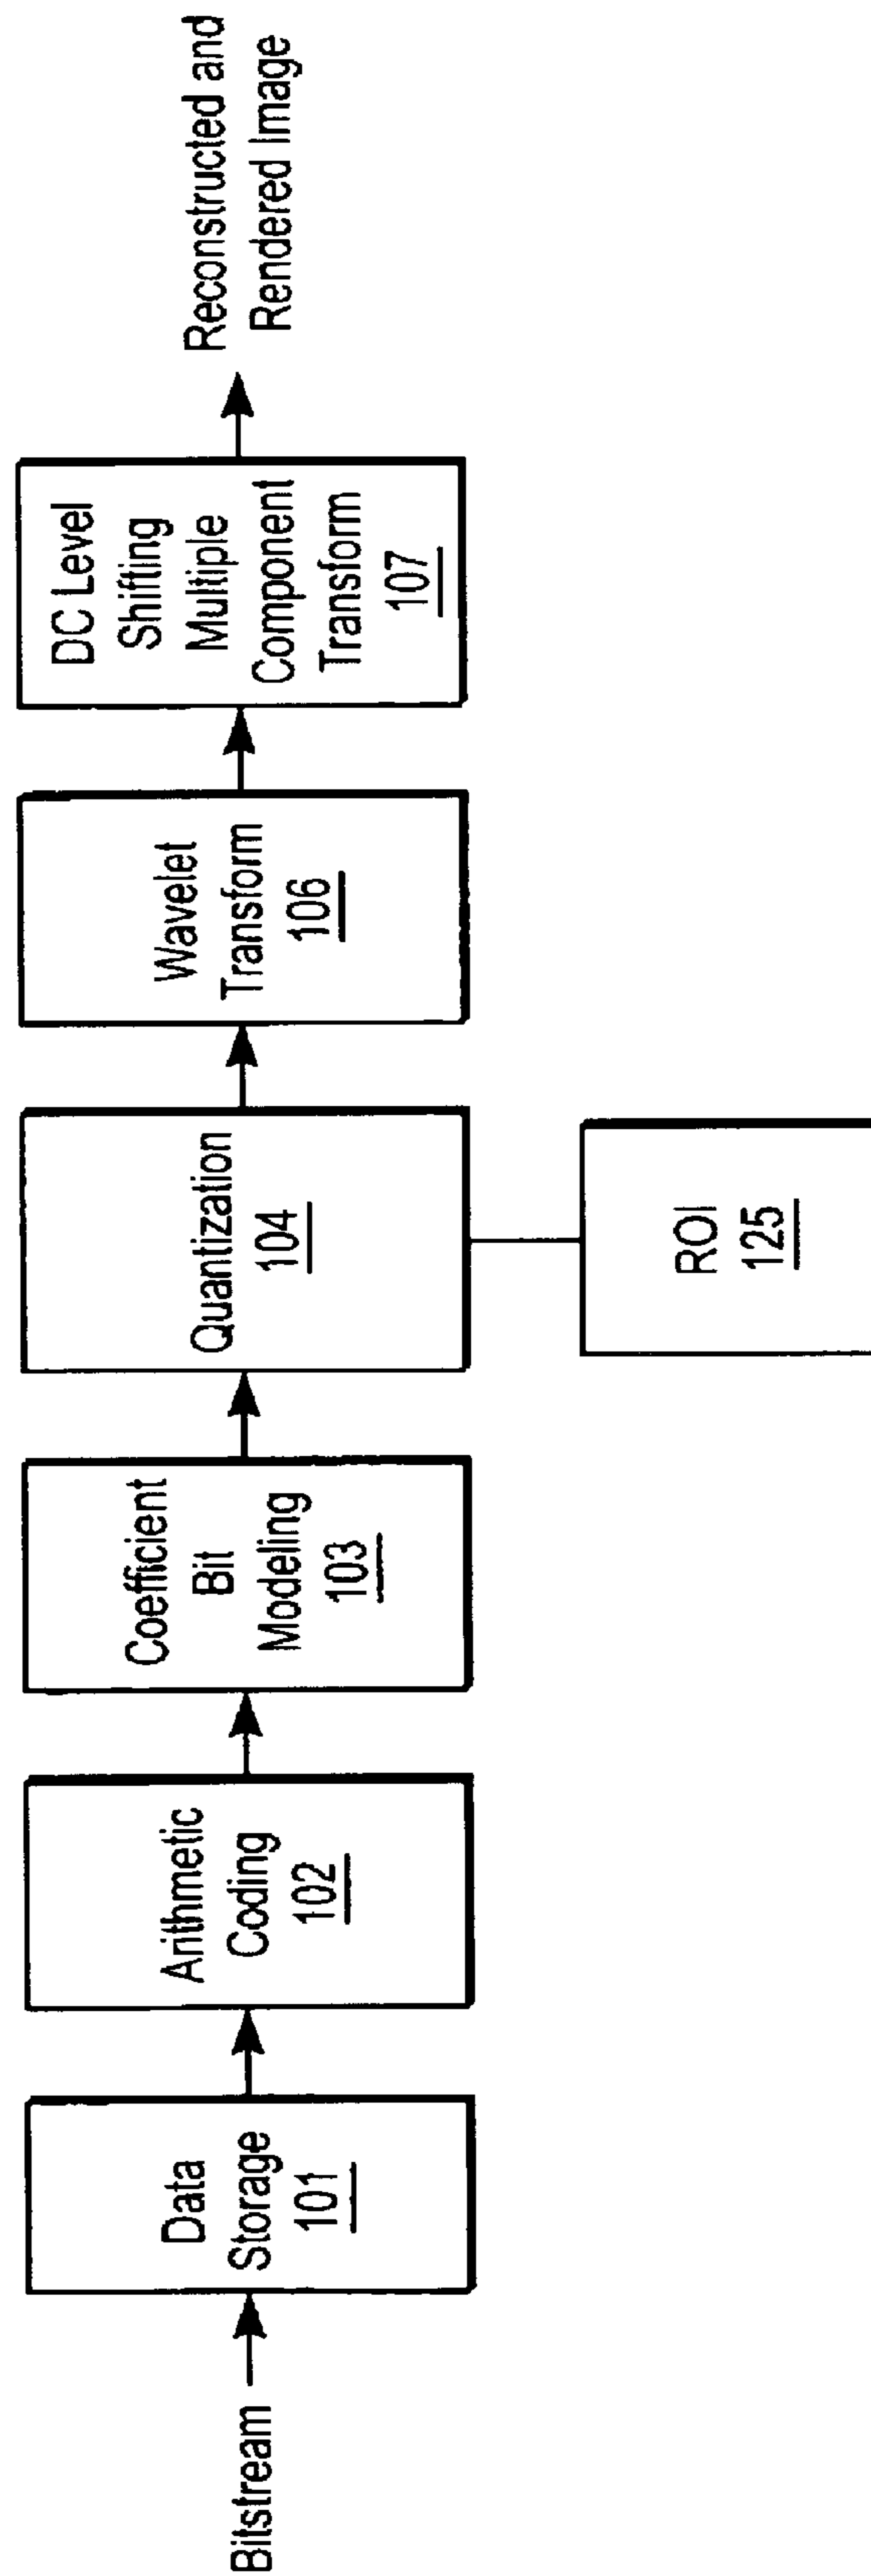 Bitstream
Data
Storage
101
Arithmetic
Coding
102
Coefficient
Bit
Modeling
103
Quantization
104
ROI
125
Wavelet
Transform
106
DC Level
Shifting
Multiple
Component
Transform
107
Reconstructed and
Rendered Image